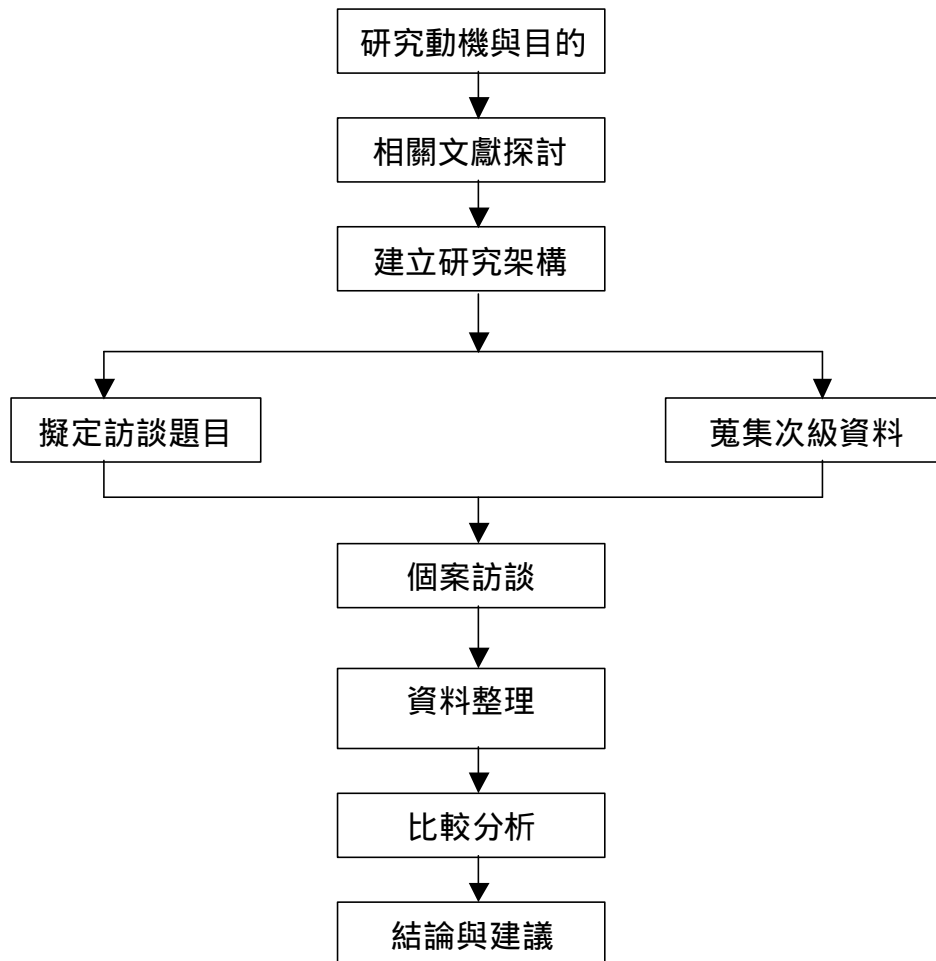 研究動機與目的
相關文獻探討
建立研究架構
擬定訪談題目
蒐集次級資料
個案訪談
資料整理
比較分析
結論與建議